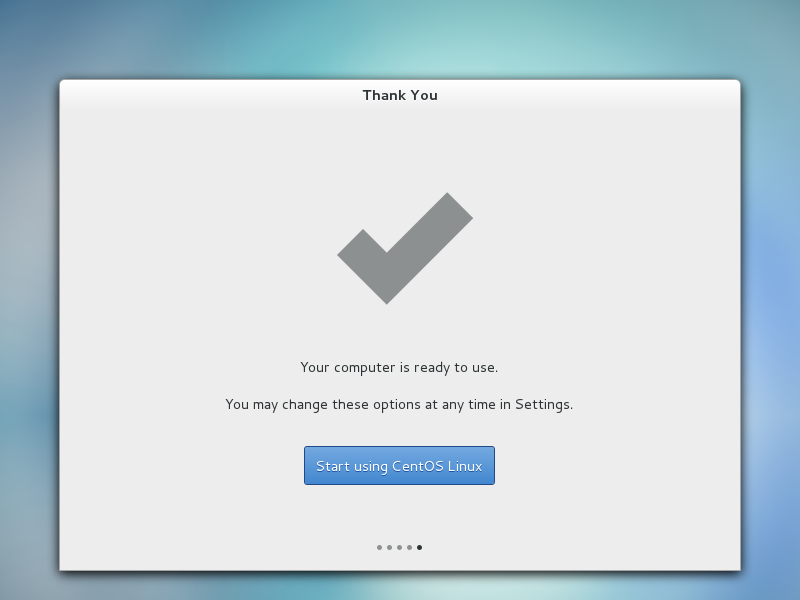 Thank You
Your computer is ready to use.
You may change these options at any time in Settings.
Start using CentOS Linux